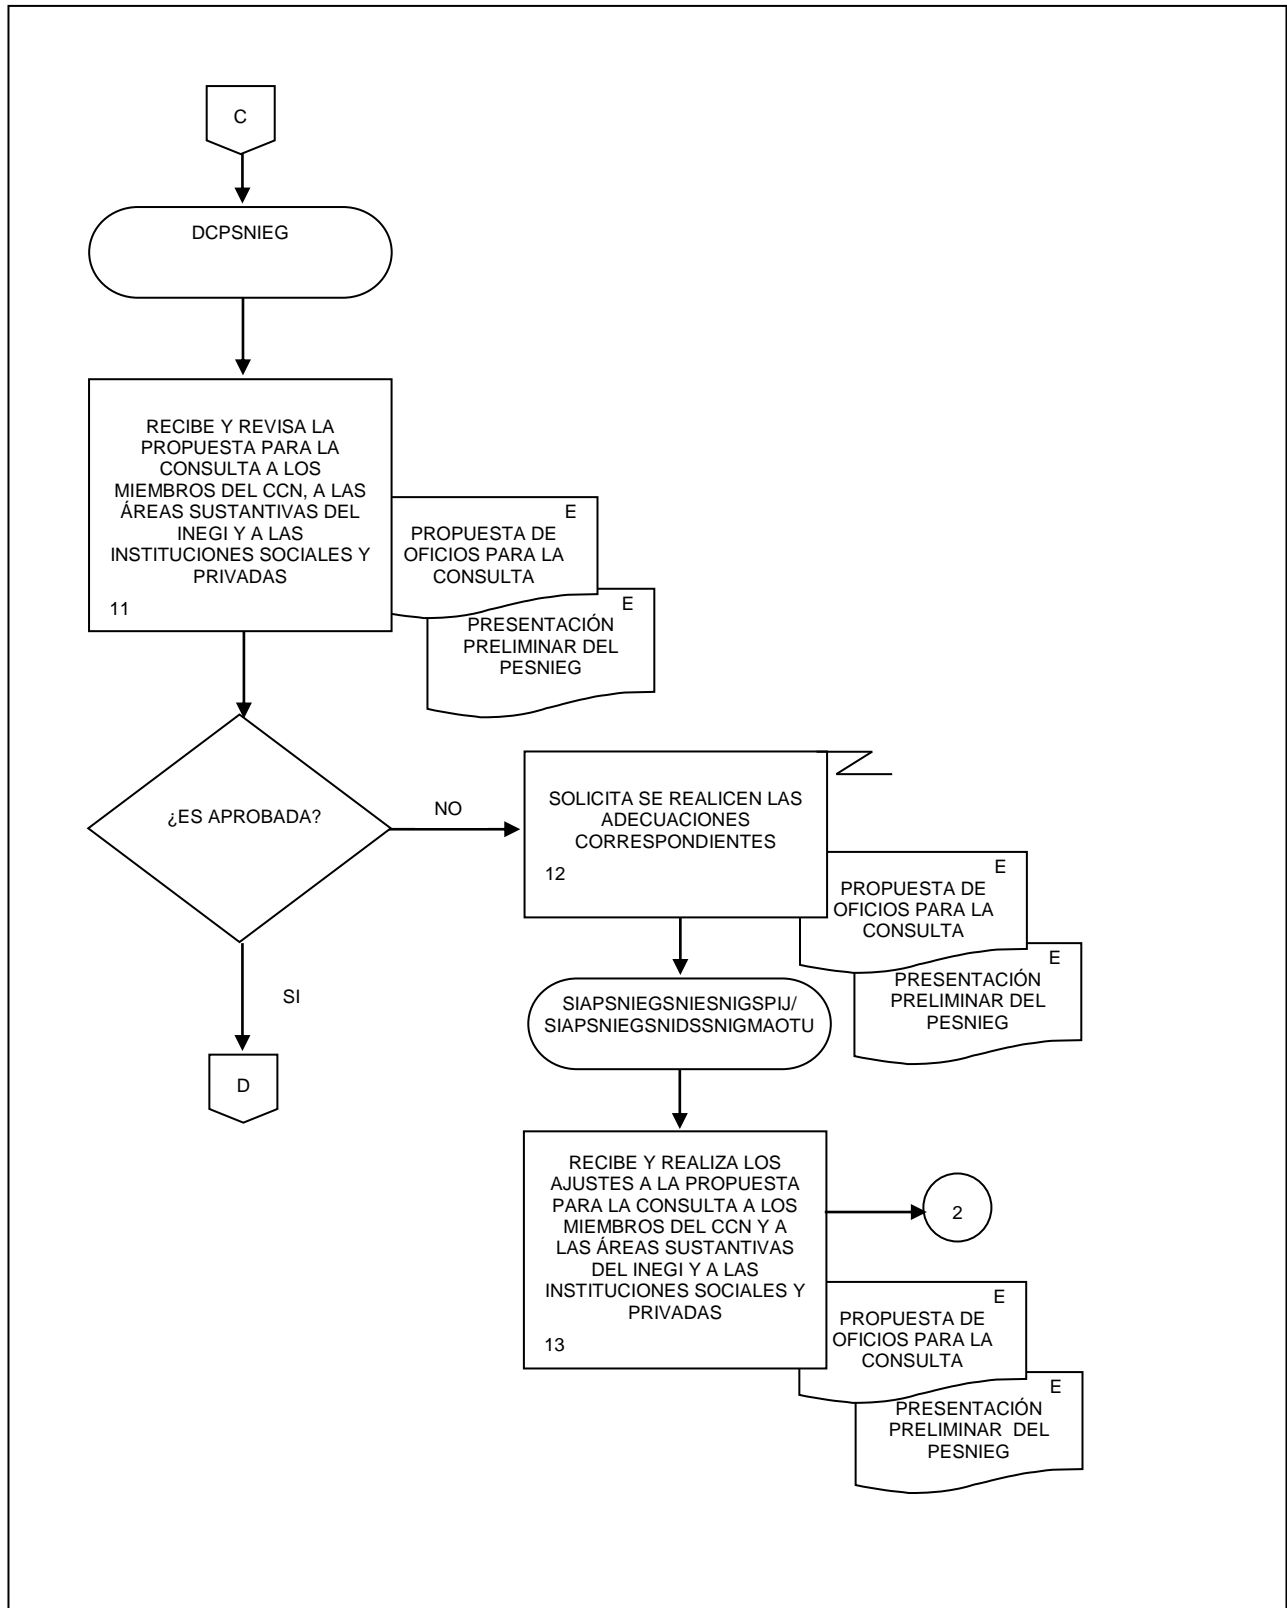 C
DCPSNIEG
RECIBE Y REVISA LA
PROPUESTA PARA LA
CONSULTA A LOS
MIEMBROS DEL CCN, A LAS
ÁREAS SUSTANTIVAS DEL
INEGI Y A LAS
INSTITUCIONES SOCIALES Y
PRIVADAS
11
E
PROPUESTA DE
OFICIOS PARA LA
CONSULTA
E
PRESENTACIÓN
PRELIMINAR DEL
PESNIEG
¿ES APROBADA?
NO
SI
D
SOLICITA SE REALICEN LAS
ADECUACIONES
CORRESPONDIENTES
12
E
PROPUESTA DE
OFICIOS PARA LA
CONSULTA
E
PRESENTACIÓN
PRELIMINAR DEL
PESNIEG
SIAPSNIEGSNIESNIGSPIJ/
SIAPSNIEGSNIDSSNIGMAOTU
RECIBE Y REALIZA LOS
AJUSTES A LA PROPUESTA
PARA LA CONSULTA A LOS
MIEMBROS DEL CCN Y A
LAS ÁREAS SUSTANTIVAS
DEL INEGI Y A LAS
INSTITUCIONES SOCIALES Y
PRIVADAS
13
2
E
PROPUESTA DE
OFICIOS PARA LA
CONSULTA
E
PRESENTACIÓN
PRELIMINAR  DEL
PESNIEG